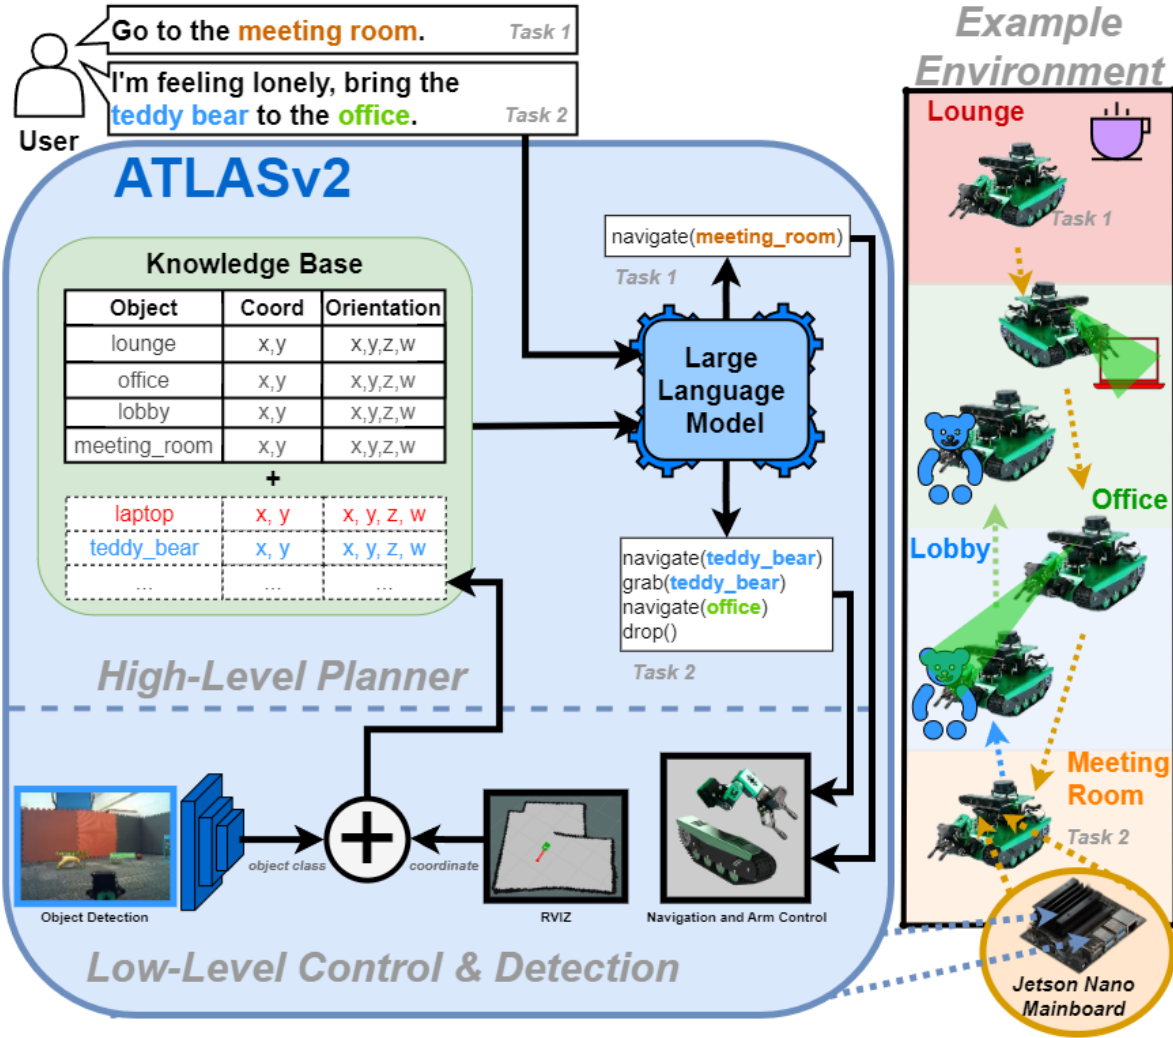 Go to the meeting room.
Task 1
I'm feeling lonely, bring the
teddy bear to the office.
Task 2
User
ATLASv2
Knowledge Base
Object Coord Orientation
lounge x,y x,y,z,w
office x,y x,y,z,w
lobby x,y x,y,z,w
meeting_room x,y x,y,z,w
+
laptop x, y x, y, z, w
teddy_bear x, y x, y, z, w
... ... ...
navigate(meeting_room)
Task 1
Large
Language
Model
navigate(teddy_bear)
grab(teddy_bear)
navigate(office)
drop()
Task 2
High-Level Planner
object class
coordinate
Object Detection
RVIZ
Navigation and Arm Control
Low-Level Control & Detection
Example
Environment
Lounge
Task 1
Office
Lobby
Meeting
Room
Task 2
Jetson Nano
Mainboard